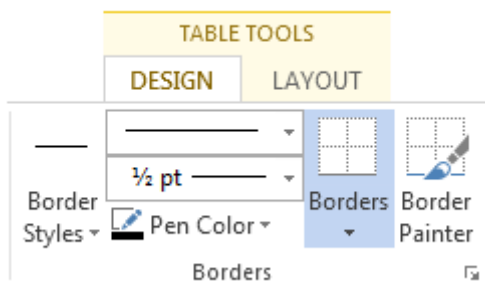 TABLE TOOLS
DESIGN LAYOUT
½ pt
Border Styles
Pen Color
Borders
Border Painter
Borders